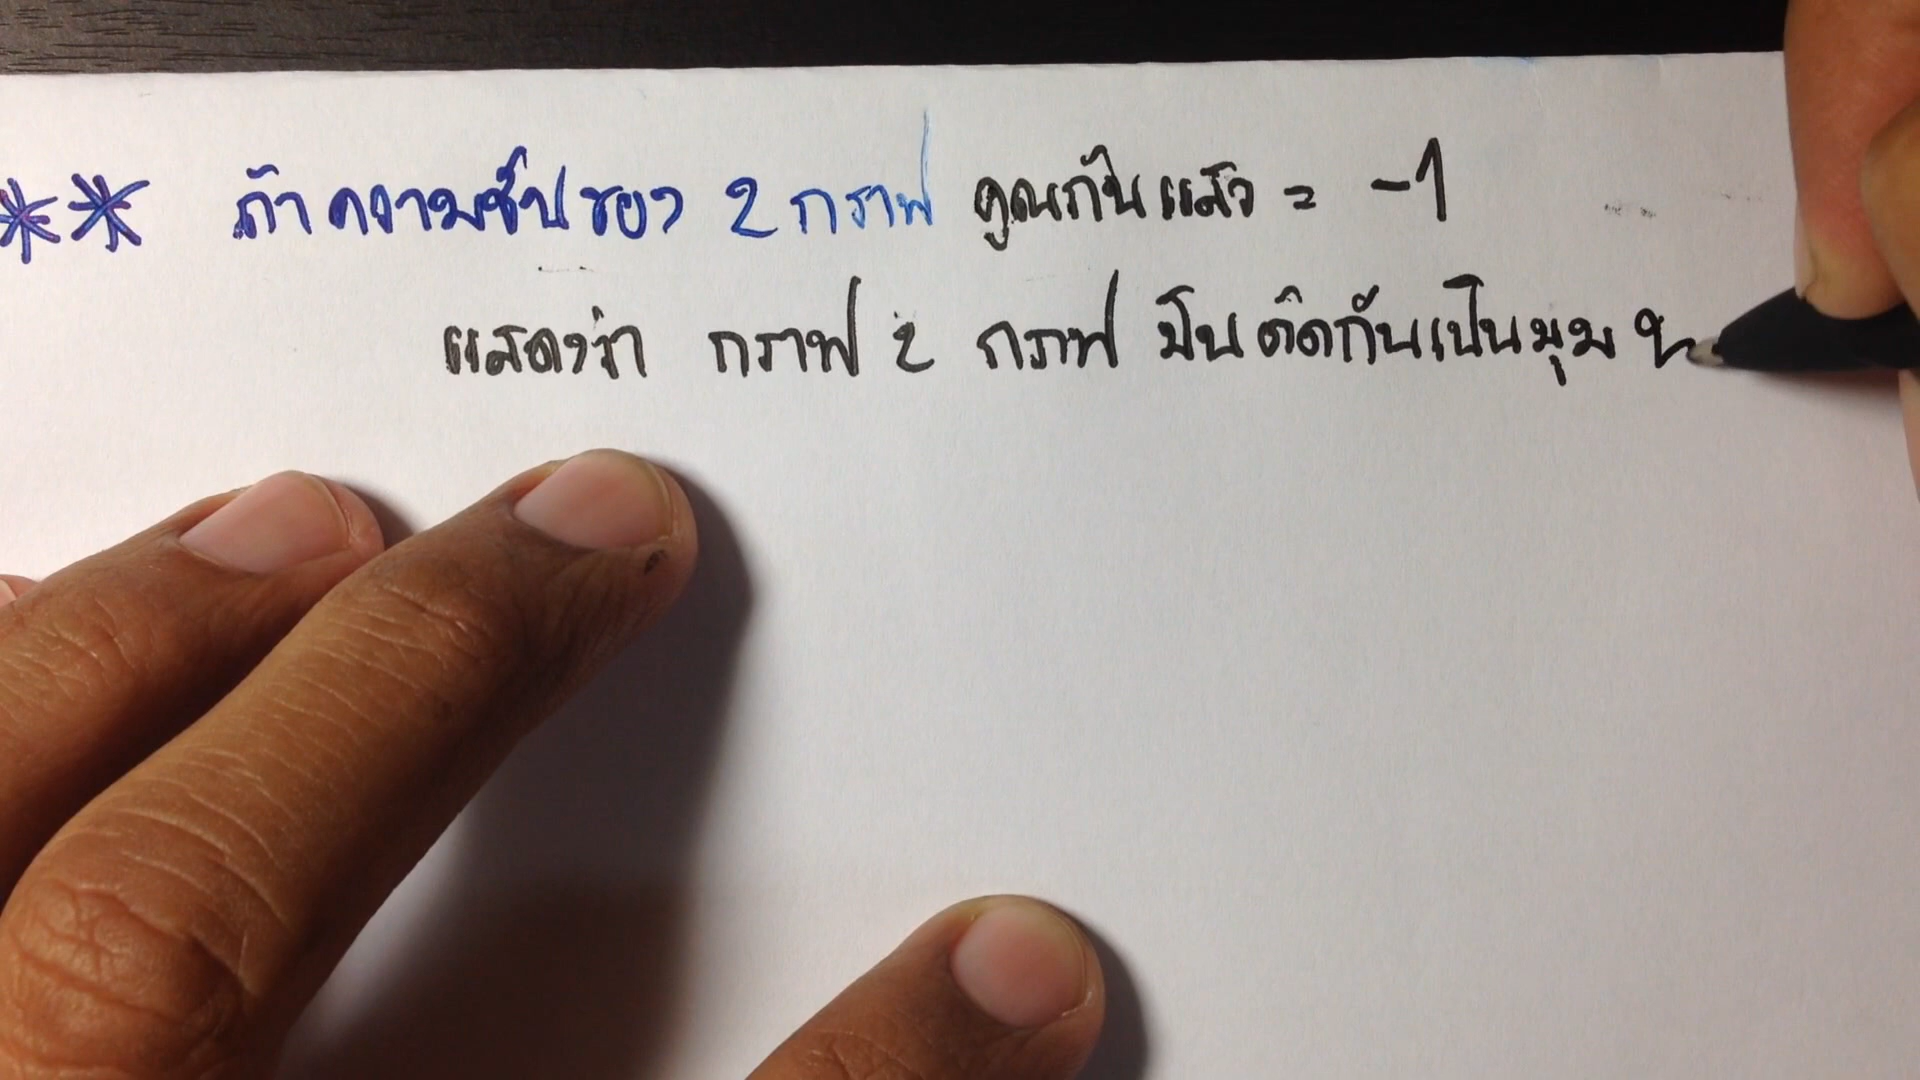 ** ถ้าความชันของ 2 กราฟ คูณกันแล้ว = -1
แสดงว่า กราฟ 2 กราฟ มันตัดกันเป็นมุม